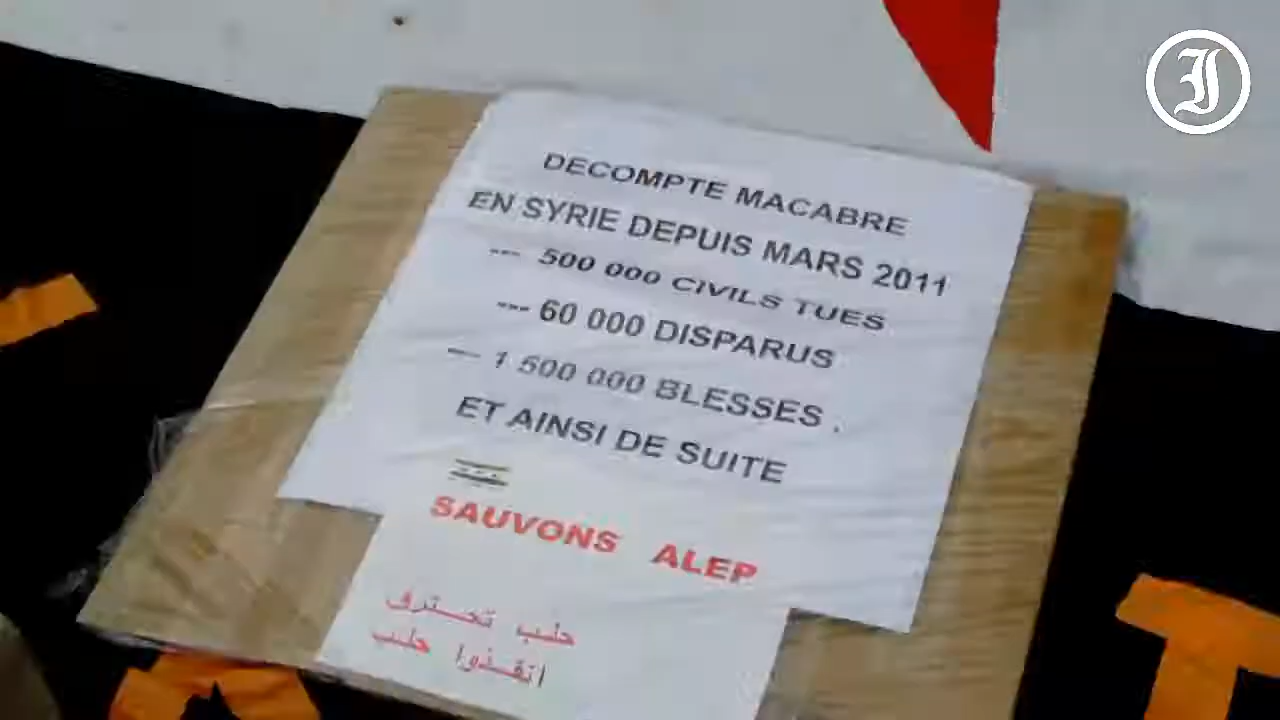 DECOMPTE MACABRE
EN SYRIE DEPUIS MARS 2011
--- 500 000 CIVILS TUES
--- 60 000 DISPARUS
--- 1 500 000 BLESSES .
ET AINSI DE SUITE
SAUVONS ALEP
حلب تحترق
انقذوا حلب
T